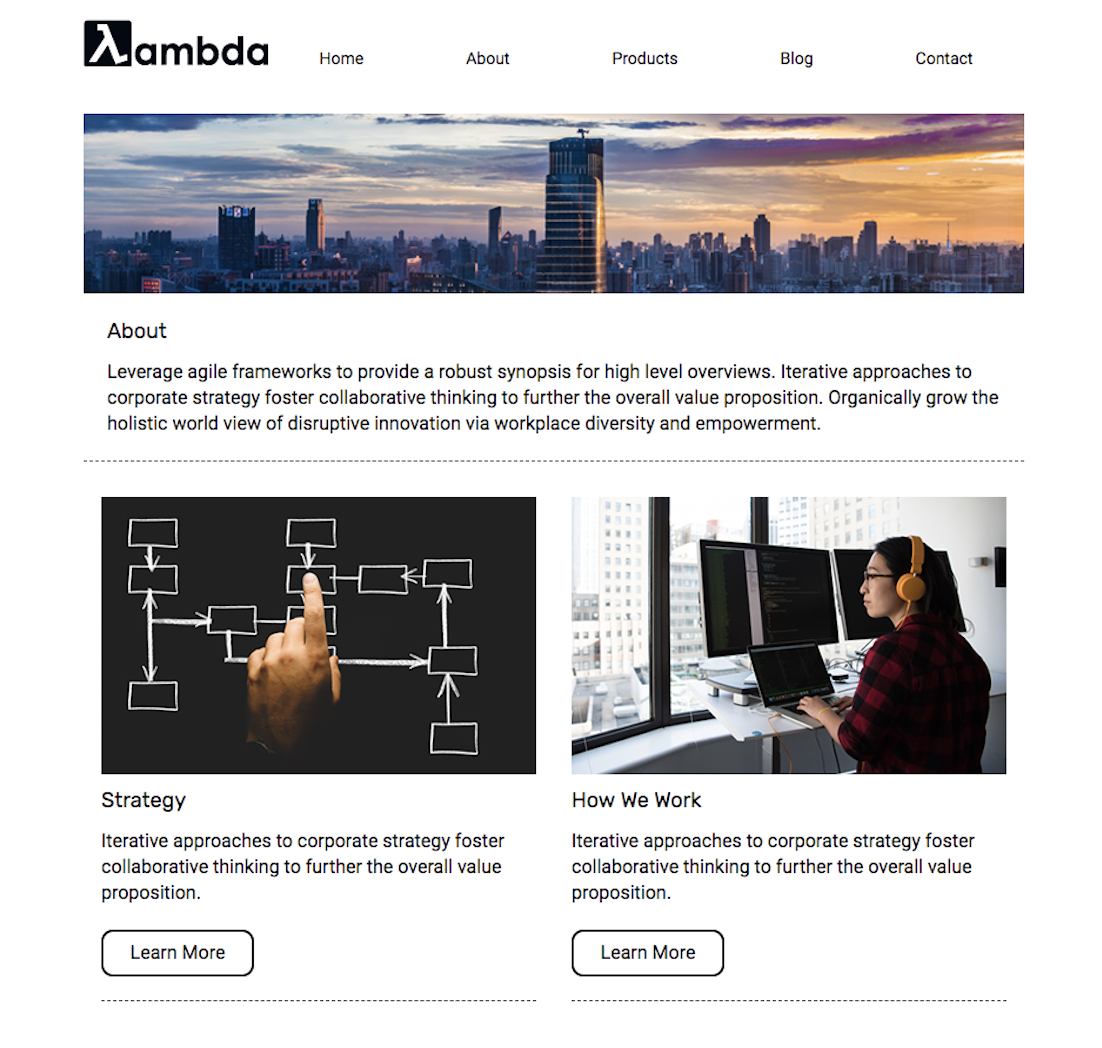 λambda
Home About Products Blog Contact
About
Leverage agile frameworks to provide a robust synopsis for high level overviews. Iterative approaches to
corporate strategy foster collaborative thinking to further the overall value proposition. Organically grow the
holistic world view of disruptive innovation via workplace diversity and empowerment.
Strategy
Iterative approaches to corporate strategy foster
collaborative thinking to further the overall value
proposition.
Learn More
How We Work
Iterative approaches to corporate strategy foster
collaborative thinking to further the overall value
proposition.
Learn More